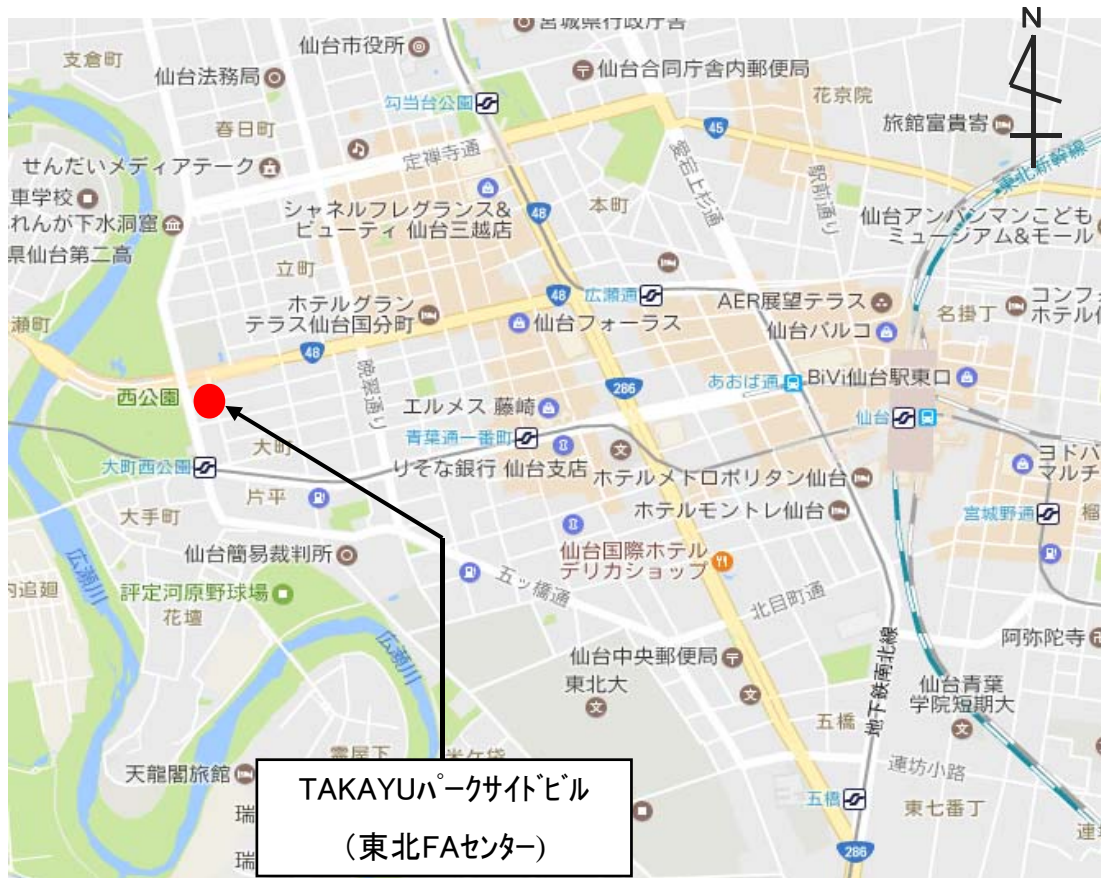 N
宮城県行政庁舎
支倉町
仙台市役所
仙台法務局
仙台合同庁舎内郵便局
勾当台公園
花京院
春日町
45
旅館富貴寄
定禅寺通
愛宕上杉通
駅前通り
東北新幹線
せんだいメディアテーク
車学校
れんが下水洞窟
県仙台第二高
シャネルフレグランス&
ビューティ 仙台三越店
48
本町
仙台アンパンマンこども
ミュージアム&モール
立町
ホテルグラン
テラス仙台国分町
48
広瀬通
AER展望テラス
名掛丁
コンフォ
ホテル仙
瀬町
仙台フォーラス
仙台パルコ
48
晩翠通り
286
あおば通
BiVi仙台駅東口
西公園
エルメス 藤崎
仙台
大町
青葉通一番町
大町西公園
りそな銀行 仙台支店
ホテルメトロポリタン仙台
ヨドバ
マルチ
片平
大手町
ホテルモントレ仙台
宮城野通
榴
仙台簡易裁判所
仙台国際ホテル
デリカショップ
広瀬川
内追廻
評定河原野球場
花壇
五ッ橋通
北目町通
広瀬川
地下鉄南北線
阿弥陀寺
仙台中央郵便局
東北大
仙台青葉
学院短期大
五橋
霊屋下
米ケ袋
天龍閣旅館
連坊小路
五橋
東七番丁
瑞
連坊
瑞
286
TAKAYUパークサイドビル
(東北FAセンター)